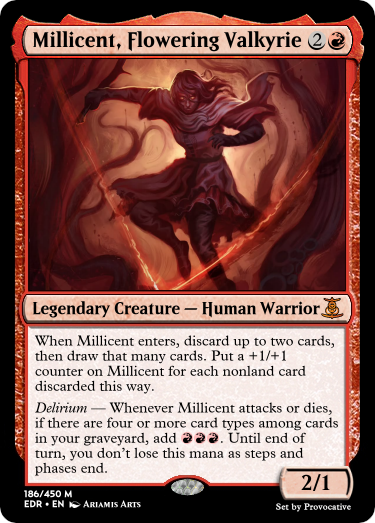 Millicent, Flowering Valkyrie 2
Legendary Creature — Human Warrior
When Millicent enters, discard up to two cards,
then draw that many cards. Put a +1/+1
counter on Millicent for each nonland card
discarded this way.
Delirium — Whenever Millicent attacks or dies,
if there are four or more card types among cards
in your graveyard, add . Until end of
turn, you don't lose this mana as steps and
phases end.
2/1
186/450 M
EDR • EN Ariamis Arts
Set by Provocative